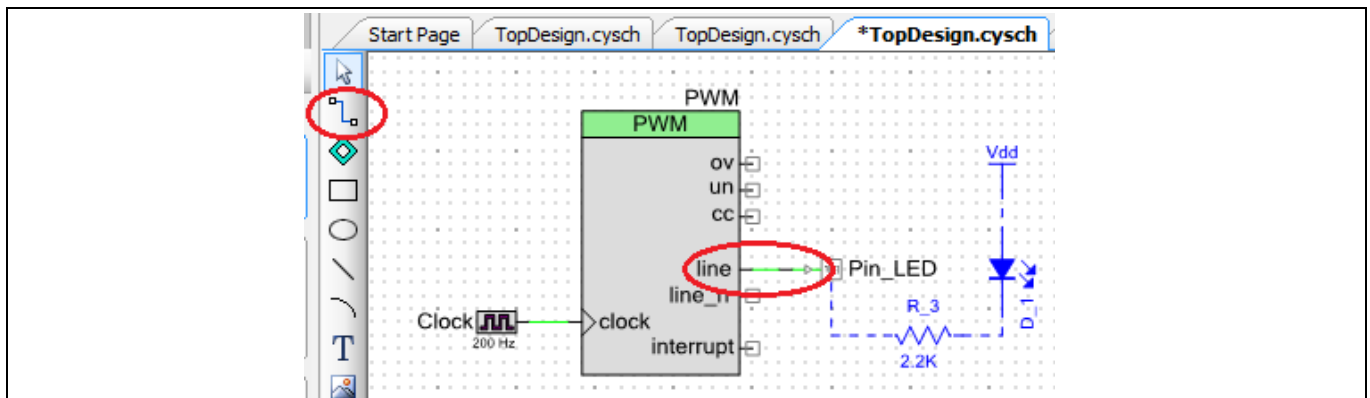 Start Page TopDesign.cysch TopDesign.cysch *TopDesign.cysch
PWM
PWM
ov
un
cc
line
line_n
clock
interrupt
Clock
200 Hz
Pin_LED
Vdd
R_3
2.2K
D_1
T